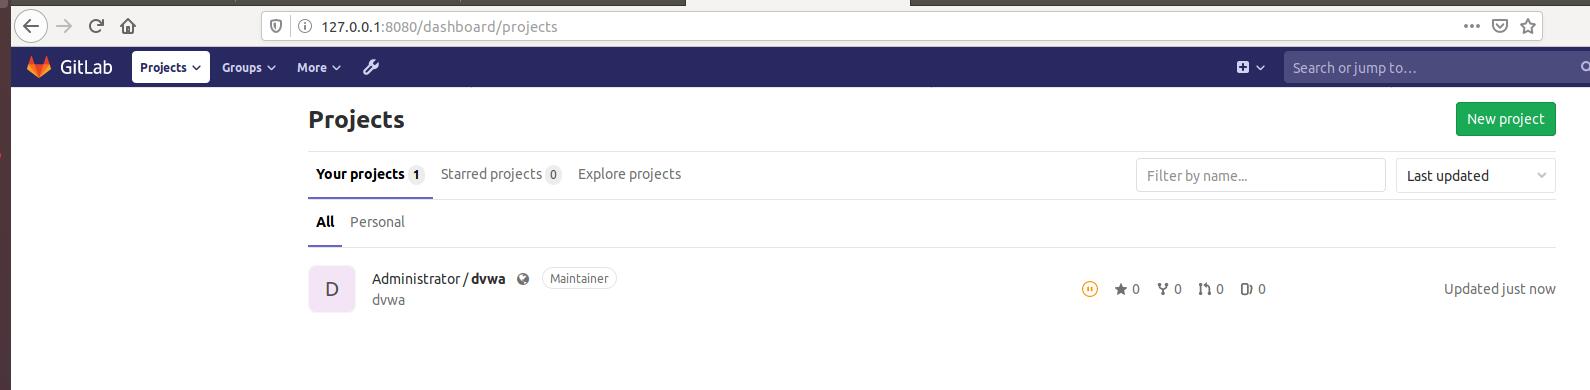 127.0.0.1:8080/dashboard/projects
GitLab Projects Groups More Search or jump to...
Projects New project
Your projects 1 Starred projects 0 Explore projects Filter by name... Last updated
All Personal
D Administrator / dvwa Maintainer 0 0 0 0 Updated just now
dvwa